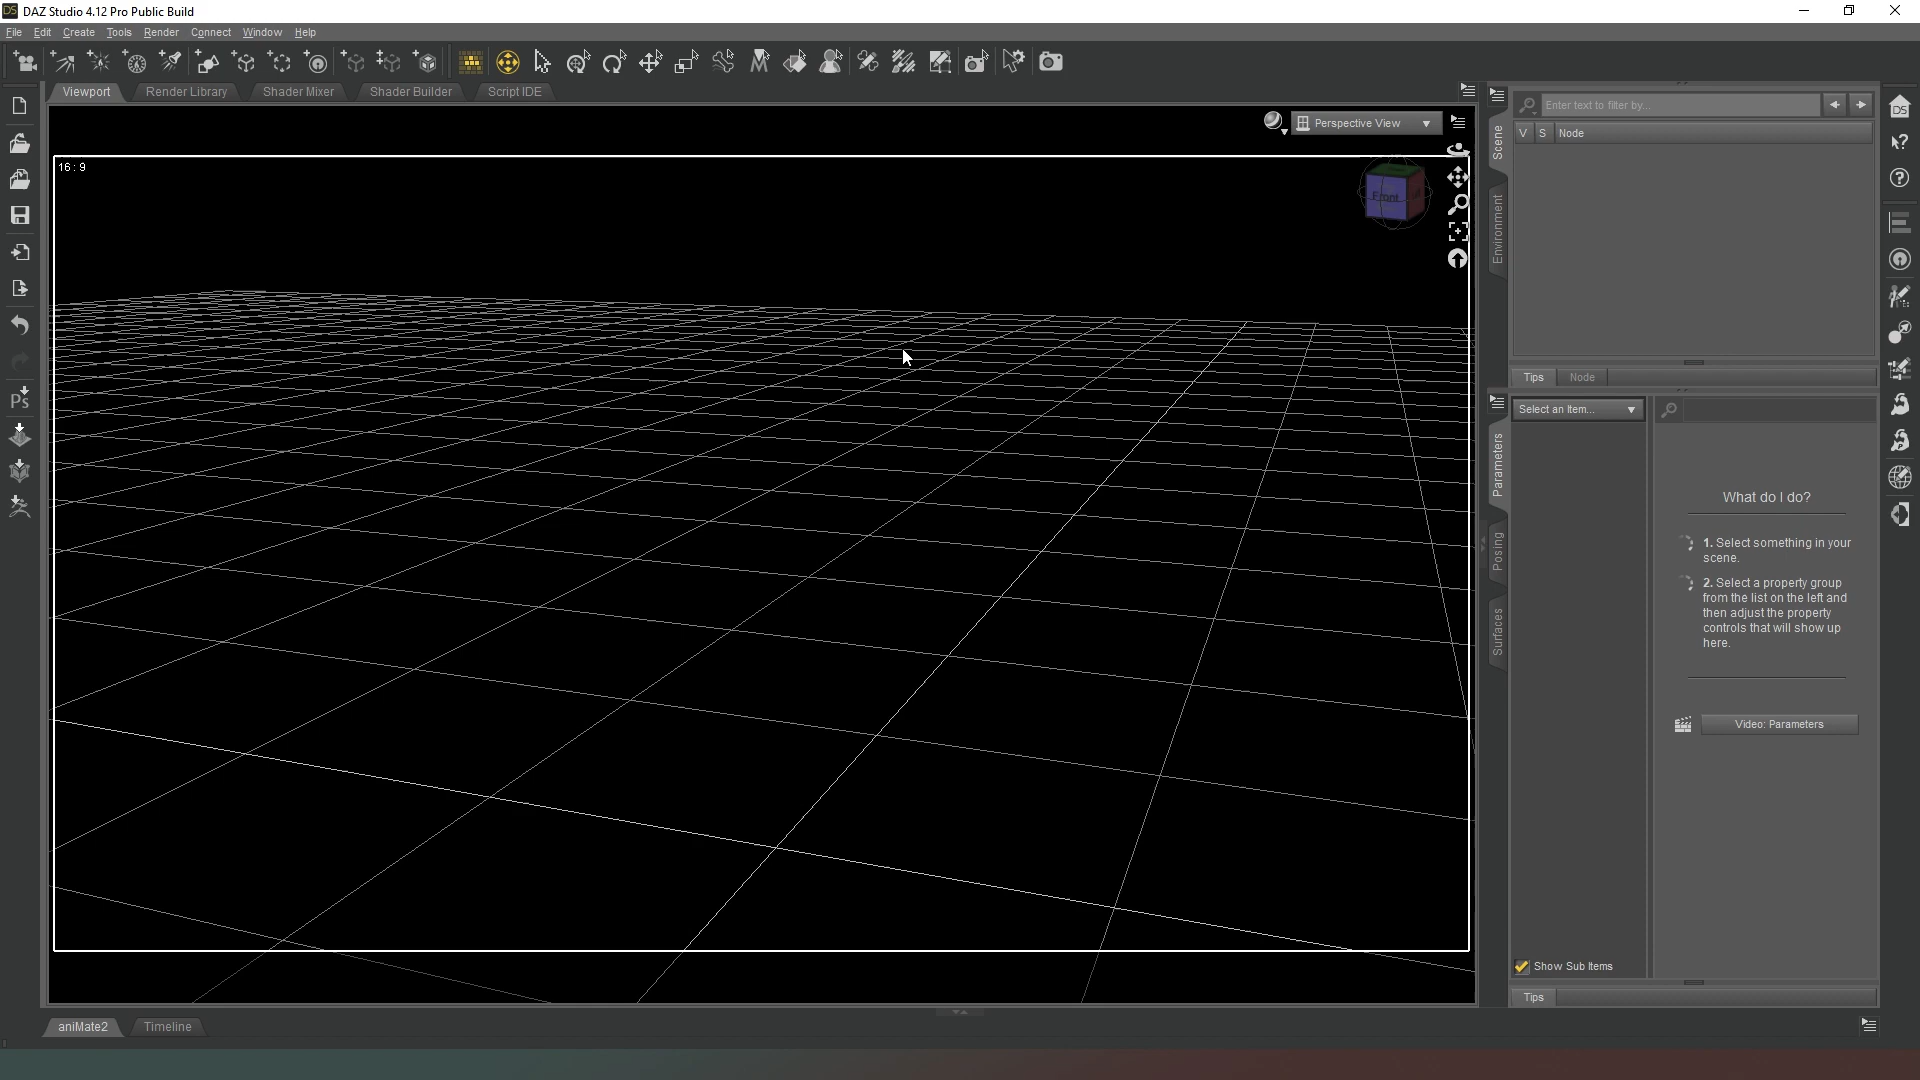 DAZ Studio 4.12 Pro Public Build
File Edit Create Tools Render Connect Window Help
Viewport Render Library Shader Mixer Shader Builder Script IDE
Perspective View
16 : 9
Front
Enter text to filter by...
V S Node
Scene
Environment
Tips Node
Select an Item...
Parameters
Posing
Surfaces
What do I do?
1. Select something in your
scene.
2. Select a property group
from the list on the left and
then adjust the property
controls that will show up
here.
Video: Parameters
Show Sub Items
Tips
aniMate2 Timeline
DS
DS
Ps